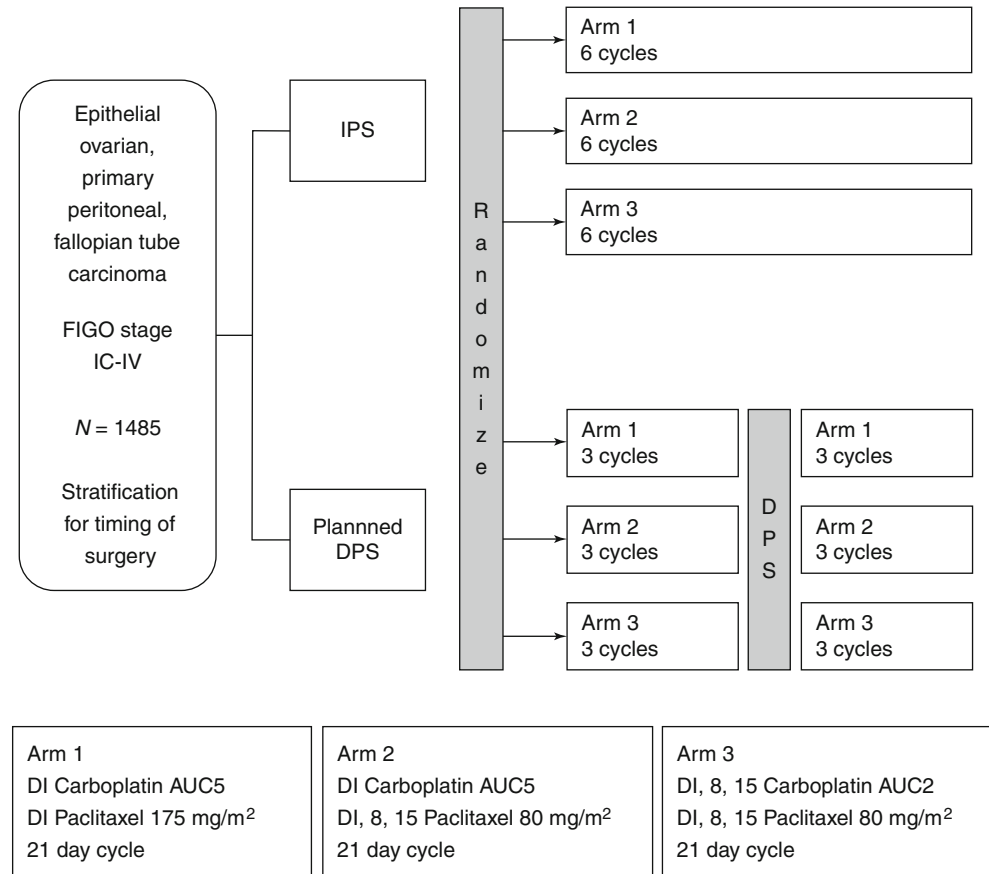 Epithelial
ovarian,
primary
peritoneal,
fallopian tube
carcinoma
FIGO stage
IC-IV
N = 1485
Stratification
for timing of
surgery
IPS
Plannned
DPS
Randomize
Arm 1
6 cycles
Arm 2
6 cycles
Arm 3
6 cycles
Arm 1
3 cycles
Arm 2
3 cycles
Arm 3
3 cycles
DPS
Arm 1
3 cycles
Arm 2
3 cycles
Arm 3
3 cycles
Arm 1
DI Carboplatin AUC5
DI Paclitaxel 175 mg/m²
21 day cycle
Arm 2
DI Carboplatin AUC5
DI, 8, 15 Paclitaxel 80 mg/m²
21 day cycle
Arm 3
DI, 8, 15 Carboplatin AUC2
DI, 8, 15 Paclitaxel 80 mg/m²
21 day cycle